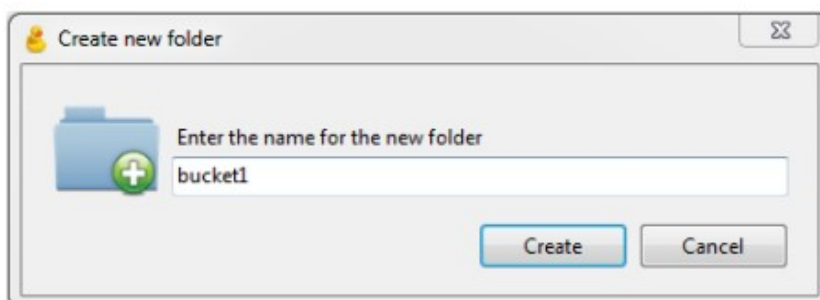 Create new folder
Enter the name for the new folder
bucket1
Create Cancel